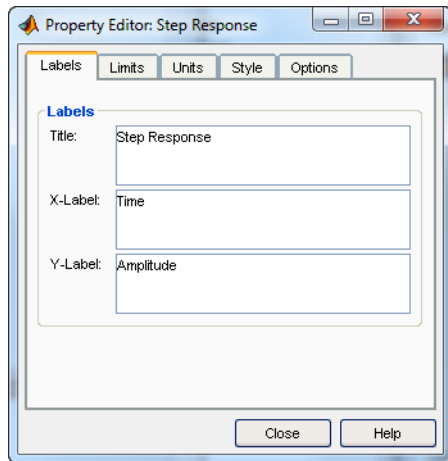 Property Editor: Step Response
Labels Limits Units Style Options
Labels
Title: Step Response
X-Label: Time
Y-Label: Amplitude
Close Help